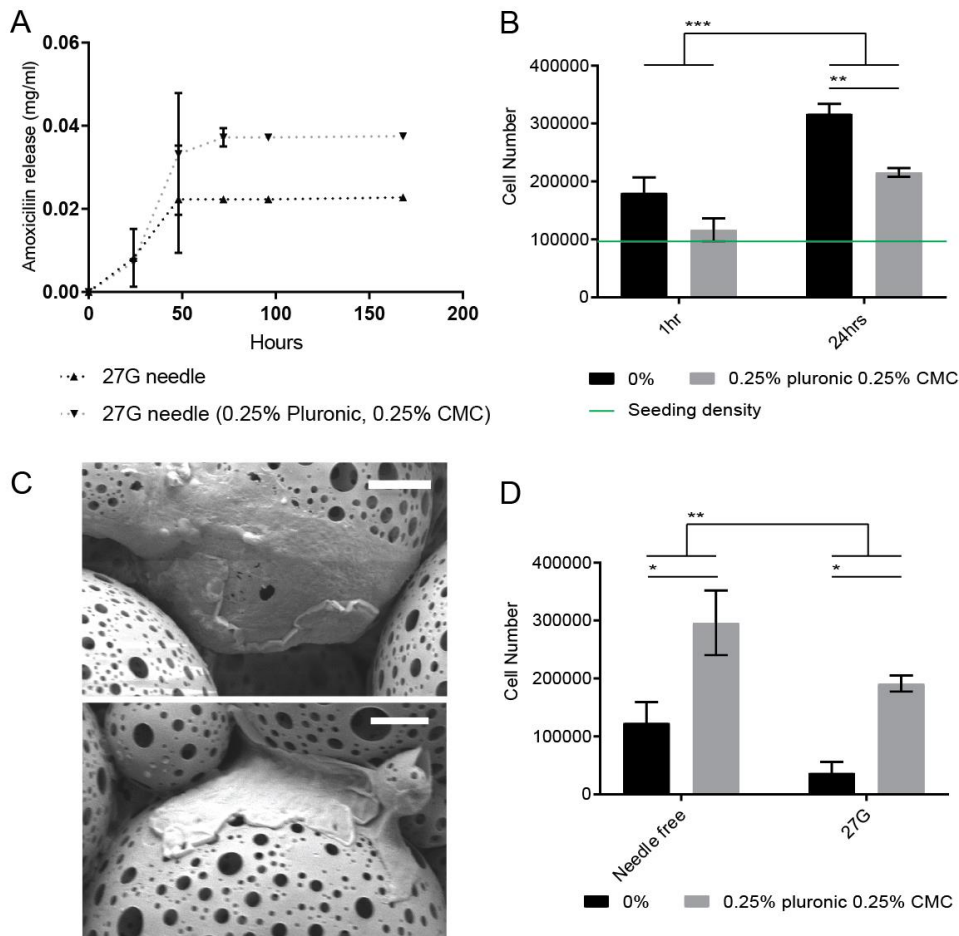 A
0.06
0.04
0.02
0.00
Amoxiciliin release (mg/ml)
0 50 100 150 200
Hours
27G needle
27G needle (0.25% Pluronic, 0.25% CMC)
B
***
**
400000
300000
200000
100000
0
Cell Number
1hr 24hrs
0% 0.25% pluronic 0.25% CMC
Seeding density
C
D
**
* *
400000
300000
200000
100000
0
Cell Number
Needle free 27G
0% 0.25% pluronic 0.25% CMC